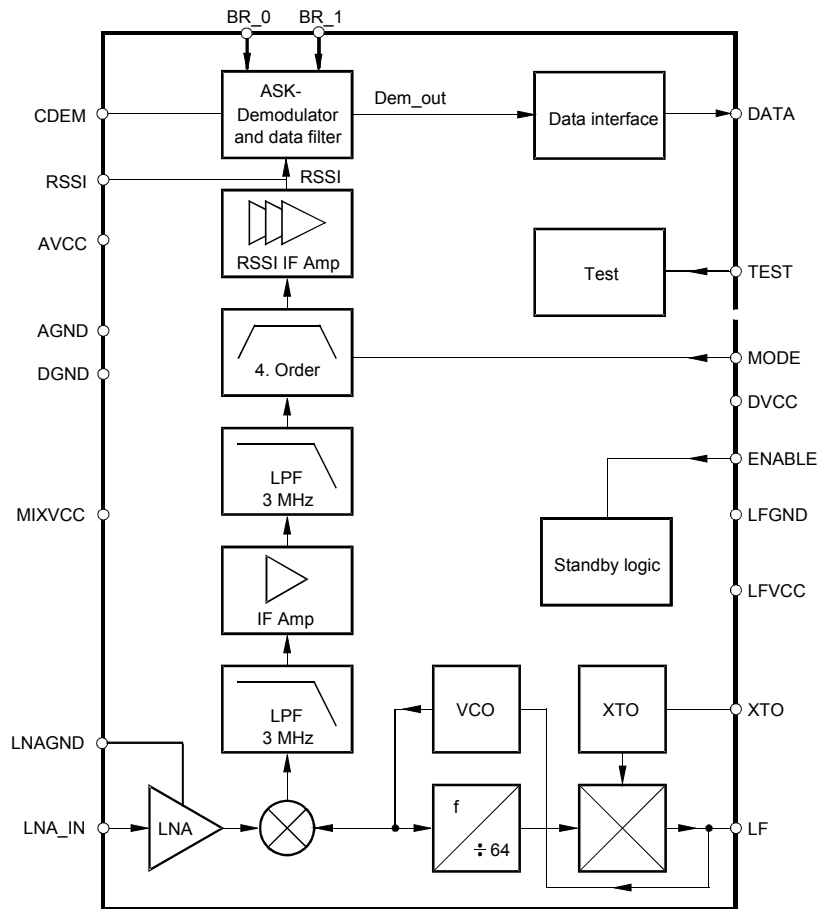 BR_0 BR_1
ASK-
Demodulator
and data filter
CDEM
Dem_out
Data interface
DATA
RSSI
RSSI
RSSI IF Amp
AVCC
Test
TEST
AGND
4. Order
MODE
DGND
DVCC
LPF
3 MHz
ENABLE
MIXVCC
LFGND
Standby logic
IF Amp
LFVCC
LPF
3 MHz
VCO
XTO
XTO
LNAGND
LNA_IN
LNA
f
÷ 64
LF